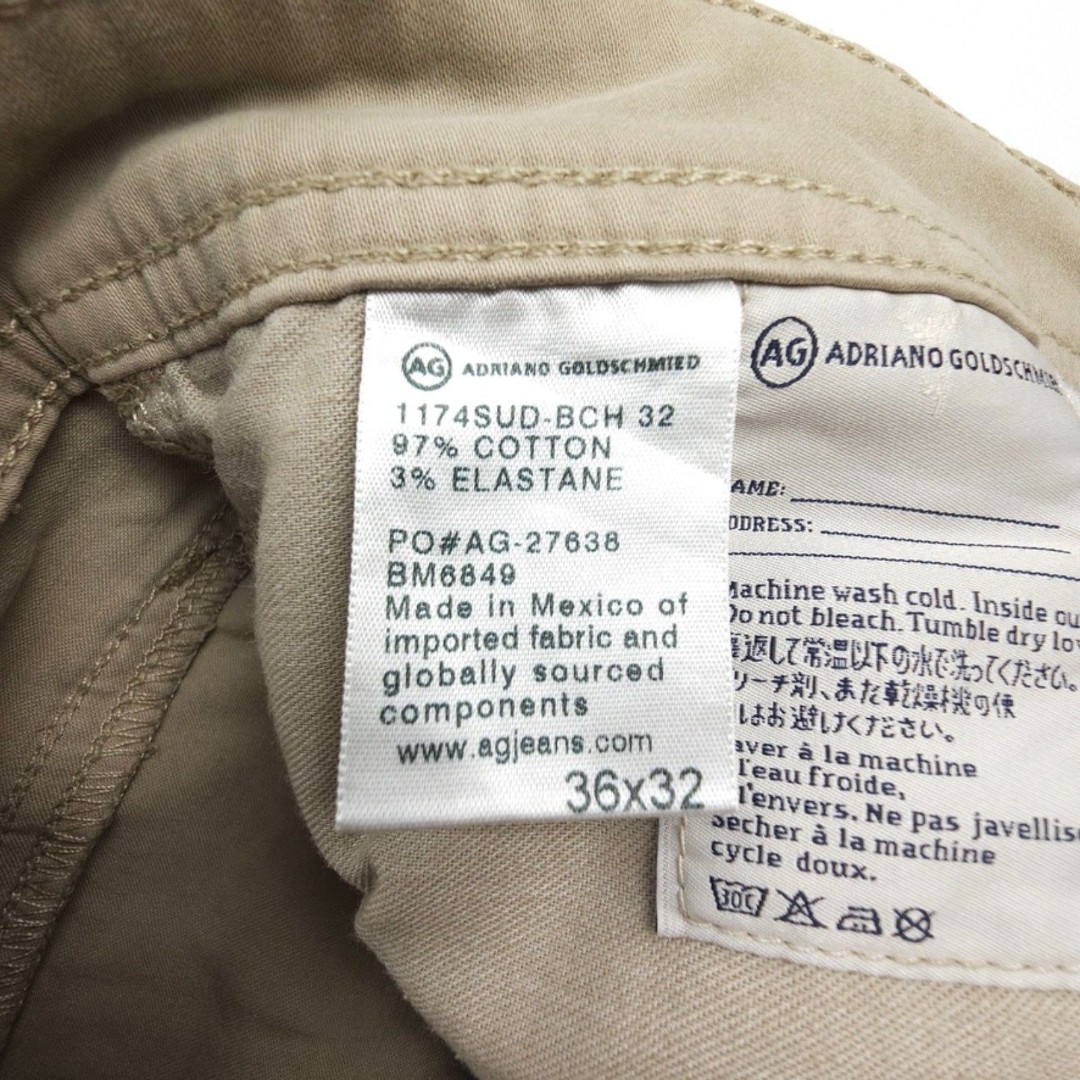 AG ADRIANO GOLDSCHMIED
1174SUD-BCH 32
97% COTTON
3% ELASTANE
PO#AG-27638
BM6849
Made in Mexico of
imported fabric and
globally sourced
components
www.agjeans.com
36x32
AG ADRIANO GOLDSCHMIE
AME:
DDRESS:
Machine wash cold. Inside ou
Do not bleach. Tumble dry lo
裏返して常温以下の水で洗ってください。
リーチ剤、また乾燥機の使
はお避けください。
aver à la machine
l'eau froide,
l'envers. Ne pas javellise
Sécher à la machine
cycle doux.
30C